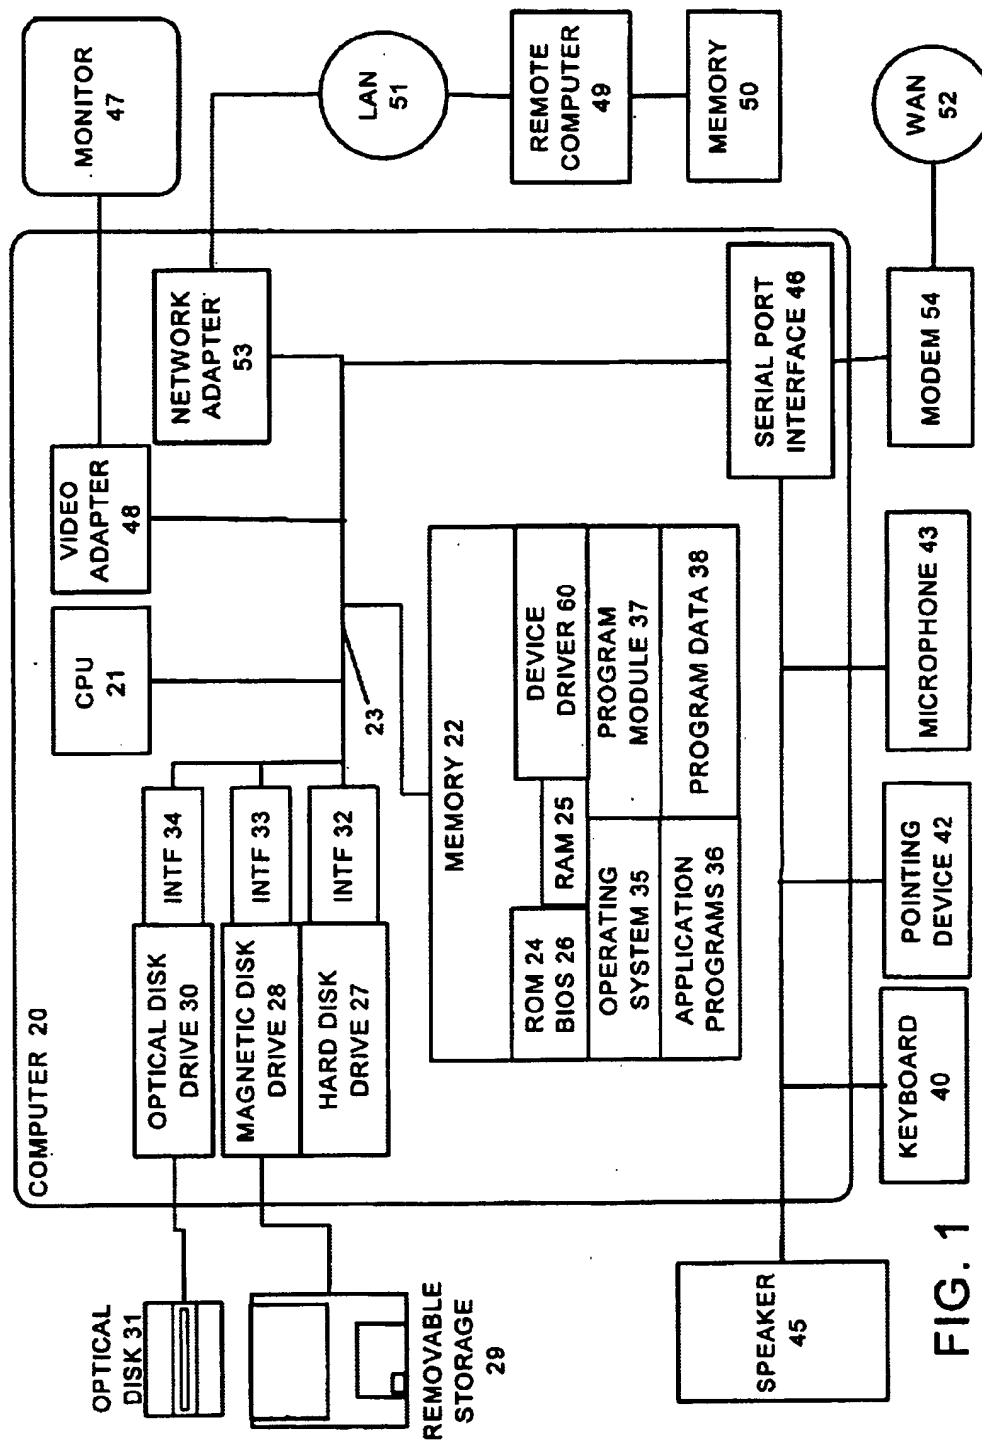 COMPUTER 20
OPTICAL
DISK 31
REMOVABLE
STORAGE
29
OPTICAL DISK
DRIVE 30
INTF 34
MAGNETIC DISK
DRIVE 28
INTF 33
HARD DISK
DRIVE 27
INTF 32
CPU
21
VIDEO
ADAPTER
48
MONITOR
47
NETWORK
ADAPTER
53
23
LAN
51
REMOTE
COMPUTER
49
MEMORY
50
MEMORY 22
ROM 24
BIOS 26
RAM 25
DEVICE
DRIVER 60
OPERATING
SYSTEM 35
PROGRAM
MODULE 37
APPLICATION
PROGRAMS 36
PROGRAM DATA 38
SERIAL PORT
INTERFACE 46
SPEAKER
45
KEYBOARD
40
POINTING
DEVICE 42
MICROPHONE 43
MODEM 54
WAN
52
FIG. 1